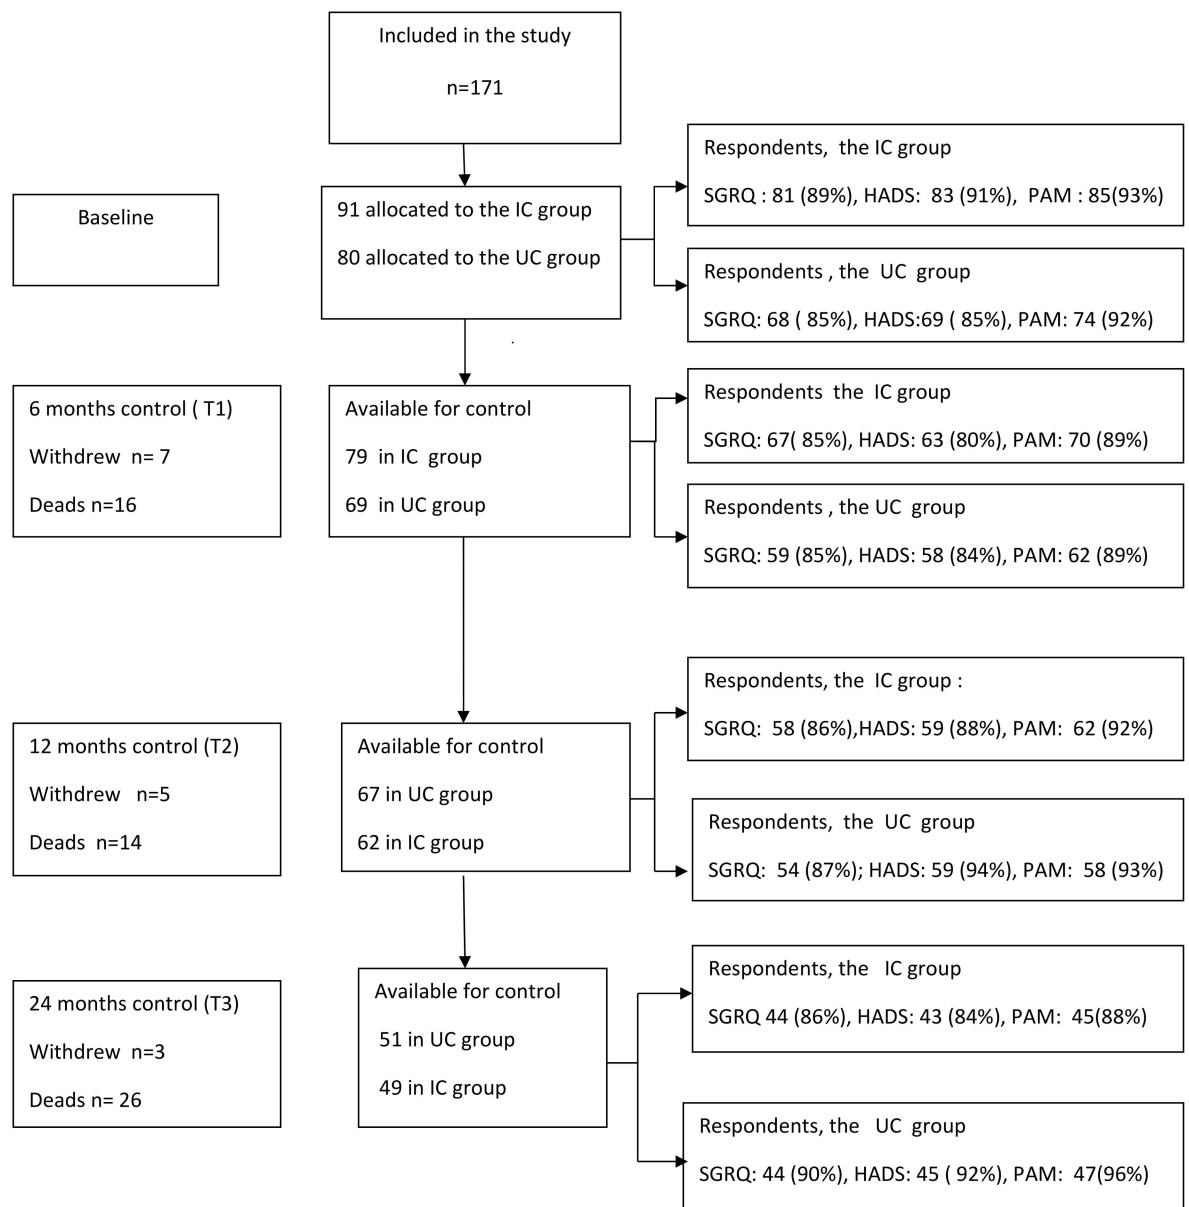 Included in the study
n=171
Baseline
91 allocated to the IC group
80 allocated to the UC group
Respondents,  the IC group
SGRQ : 81 (89%), HADS:  83 (91%),  PAM : 85(93%)
Respondents , the  UC  group
SGRQ: 68 ( 85%), HADS:69 ( 85%), PAM: 74 (92%)
6 months control ( T1)
Withdrew  n= 7
Deads n=16
Available for control
79  in IC  group
69  in UC group
Respondents  the  IC group
SGRQ: 67( 85%), HADS: 63 (80%), PAM: 70 (89%)
Respondents , the UC  group
SGRQ: 59 (85%), HADS: 58 (84%), PAM: 62 (89%)
12 months control (T2)
Withdrew   n=5
Deads  n=14
Available for control
67 in UC group
62 in IC group
Respondents, the  IC group :
SGRQ:  58 (86%),HADS: 59 (88%), PAM:  62 (92%)
Respondents,  the  UC  group
SGRQ:  54 (87%); HADS: 59 (94%), PAM:  58 (93%)
24 months control (T3)
Withdrew  n=3
Deads n= 26
Available for control
51 in UC group
49 in IC group
Respondents, the   IC group
SGRQ 44 (86%), HADS: 43 (84%), PAM:  45(88%)
Respondents, the   UC  group
SGRQ: 44 (90%), HADS: 45 ( 92%), PAM:  47(96%)